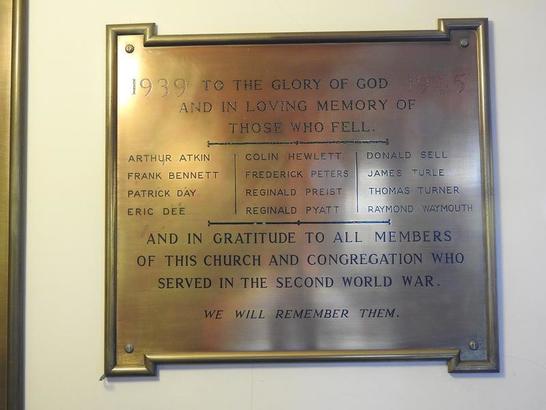 1939 TO THE GLORY OF GOD 1945
AND IN LOVING MEMORY OF
THOSE WHO FELL.
ARTHUR ATKIN
FRANK BENNETT
PATRICK DAY
ERIC DEE
COLIN HEWLETT
FREDERICK PETERS
REGINALD PREIST
REGINALD PYATT
DONALD SELL
JAMES TURLE
THOMAS TURNER
RAYMOND WAYMOUTH
AND IN GRATITUDE TO ALL MEMBERS
OF THIS CHURCH AND CONGREGATION WHO
SERVED IN THE SECOND WORLD WAR.
WE WILL REMEMBER THEM.